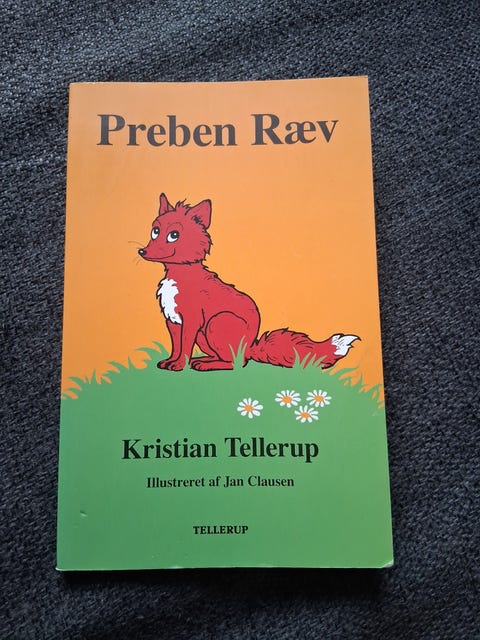 Preben Ræv
Kristian Tellerup
Illustreret af Jan Clausen
TELLERUP